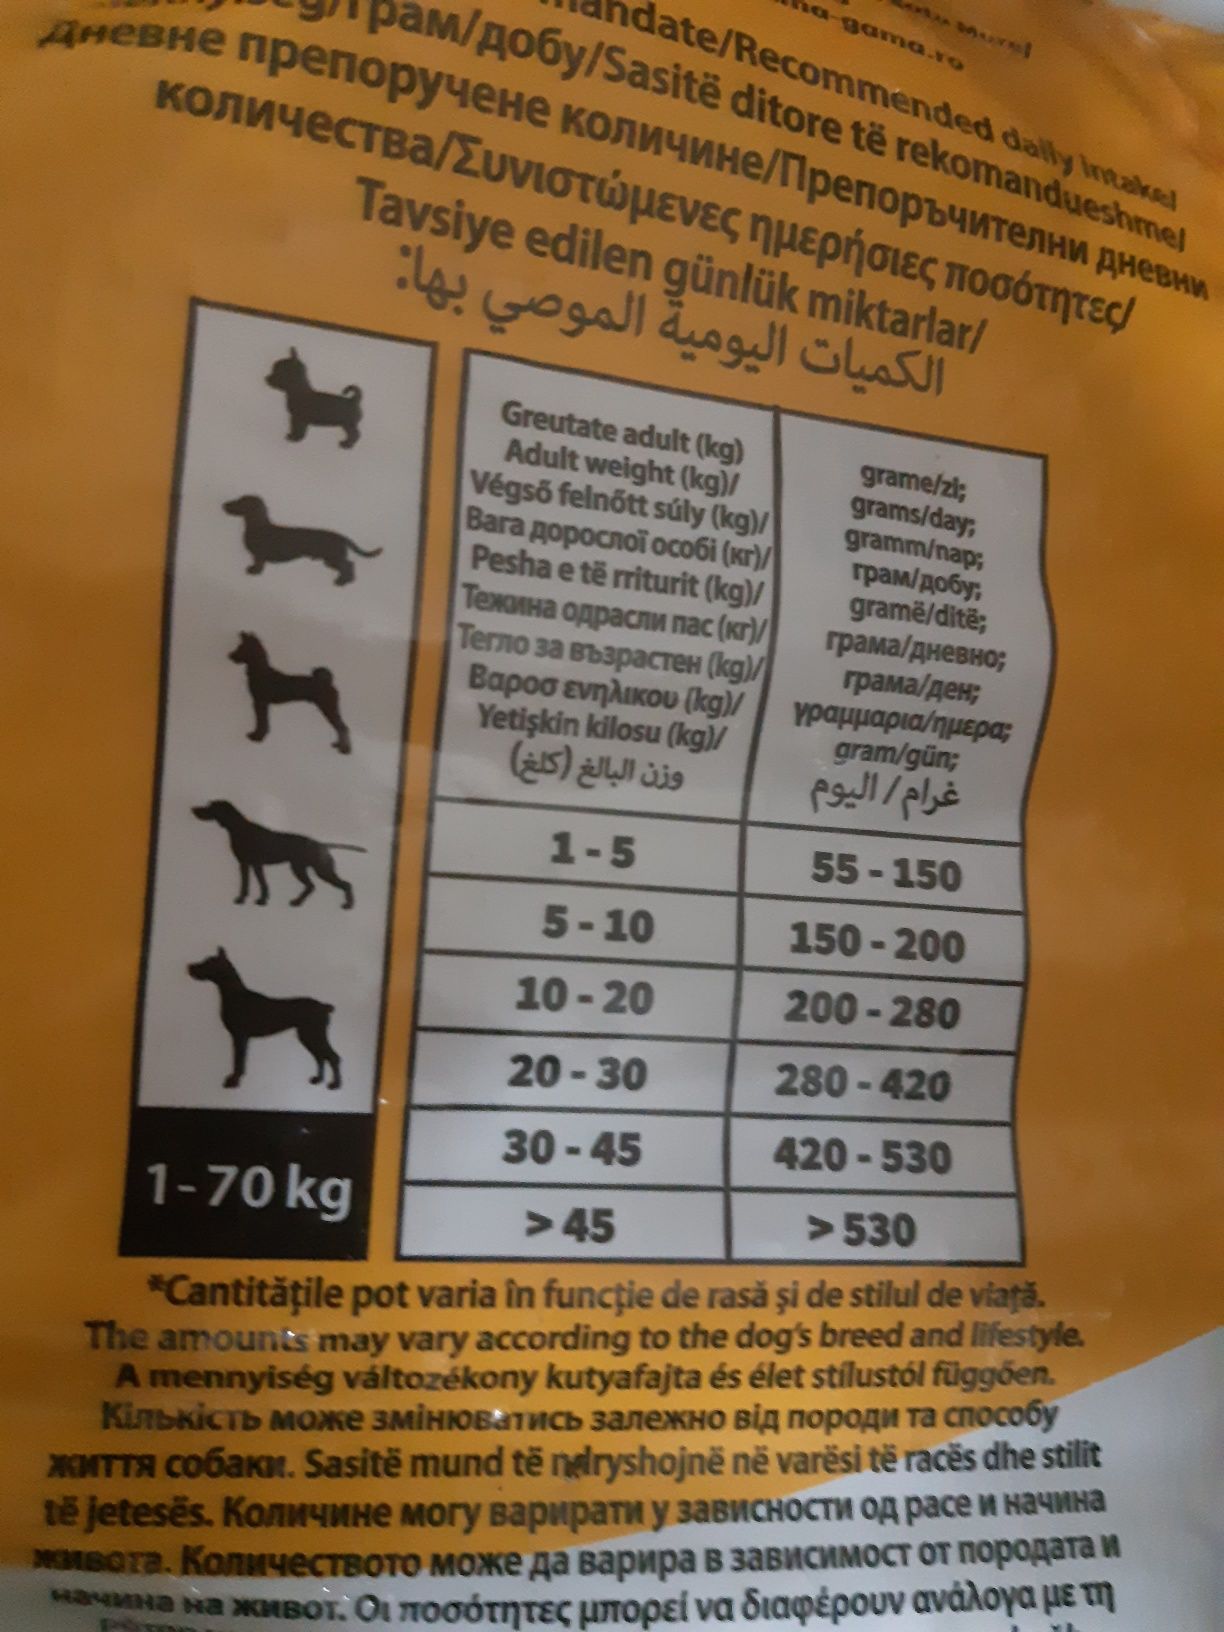 mandate/Recommended daily intake/
грам/добу/Sasitë ditore të rekomandueshme/
дневне препоручене количине/Препоръчителни дневни
количества/Συνιστώμενες ημερήσιες ποσότητες/
Tavsiye edilen günlük miktarlar/
الكميات اليومية الموصي بها:
Greutate adult (kg)
Adult weight (kg)/
Végső felnőtt súly (kg)/
Вага дорослої особі (кг)/
Pesha e të rriturit (kg)/
Тежина одрасли пас (кг)/
Тегло за възрастен (kg)/
Βαροσ ενηλικου (kg)/
Yetişkin kilosu (kg)/
وزن البالغ (كلغ)
grame/zi;
grams/day;
gramm/nap;
грам/добу;
gramë/ditë;
грама/дневно;
грама/ден;
γραμμαρια/ημερα;
gram/gün;
غرام / اليوم
1 - 5 55 - 150
5 - 10 150 - 200
10 - 20 200 - 280
20 - 30 280 - 420
30 - 45 420 - 530
> 45 > 530
1 - 70 kg
*Cantitățile pot varia în funcție de rasă și de stilul de viață.
The amounts may vary according to the dog's breed and lifestyle.
A mennyiség változékony kutyafajta és élet stílustól függően.
Кількість може змінюватись залежно від породи та способу
життя собаки. Sasitë mund të ndryshojnë në varësi të racës dhe stilit
të jetesës. Количине могу варирати у зависности од расе и начина
живота. Количеството може да варира в зависимост от породата и
начина на живот. Οι ποσότητες μπορεί να διαφέρουν ανάλογα με τη